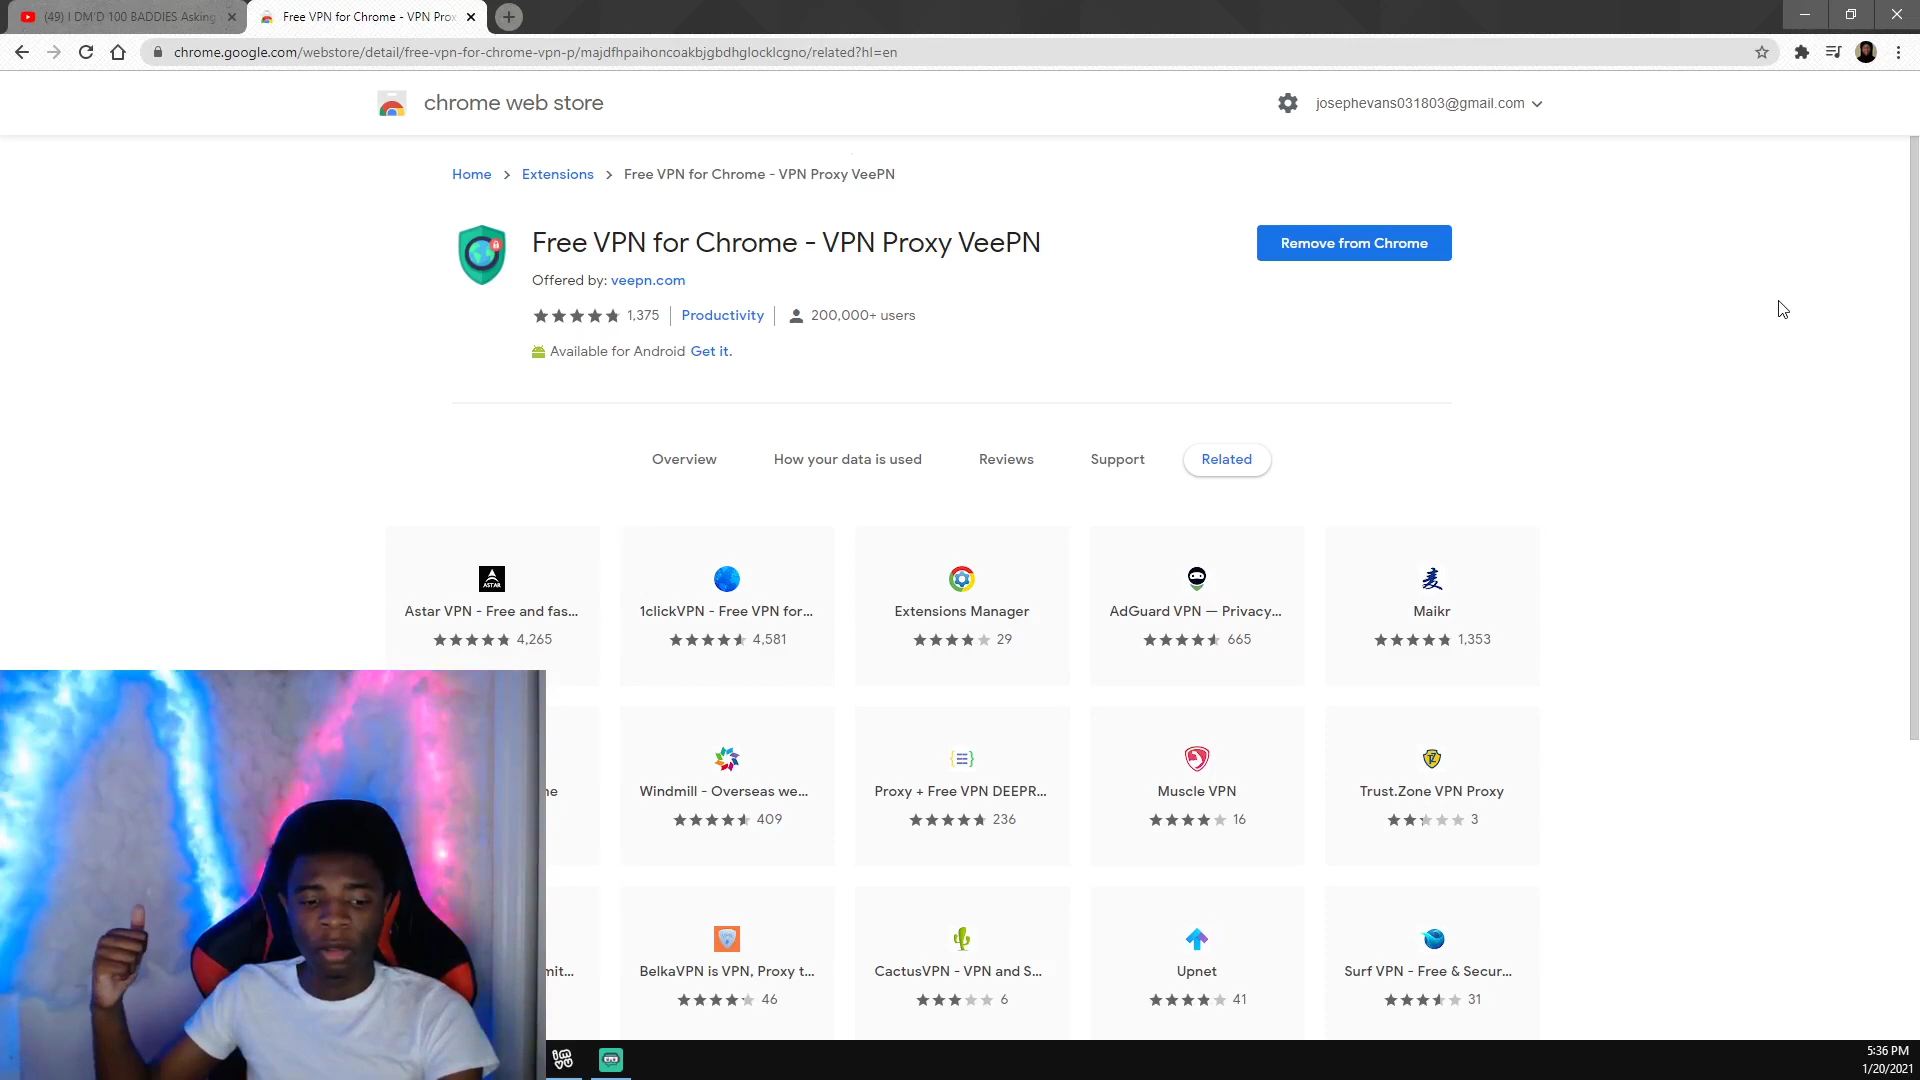 (49) I DM'D 100 BADDIES Asking
Free VPN for Chrome - VPN Prox
chrome.google.com/webstore/detail/free-vpn-for-chrome-vpn-p/majdfhpaihoncoakbjgbdhglocklcgno/related?hl=en
chrome web store
josephevans031803@gmail.com
Home > Extensions > Free VPN for Chrome - VPN Proxy VeePN
Free VPN for Chrome - VPN Proxy VeePN
Remove from Chrome
Offered by: veepn.com
1,375 | Productivity | 200,000+ users
Available for Android Get it.
Overview How your data is used Reviews Support Related
ASTAR
Astar VPN - Free and fas... 1clickVPN - Free VPN for... Extensions Manager AdGuard VPN — Privacy... Maikr
4,265 4,581 29 665 1,353
ne Windmill - Overseas we... Proxy + Free VPN DEEPR... Muscle VPN Trust.Zone VPN Proxy
409 236 16 3
VPN
mit... BelkaVPN is VPN, Proxy t... CactusVPN - VPN and S... Upnet Surf VPN - Free & Secur...
46 6 41 31
5:36 PM
1/20/2021